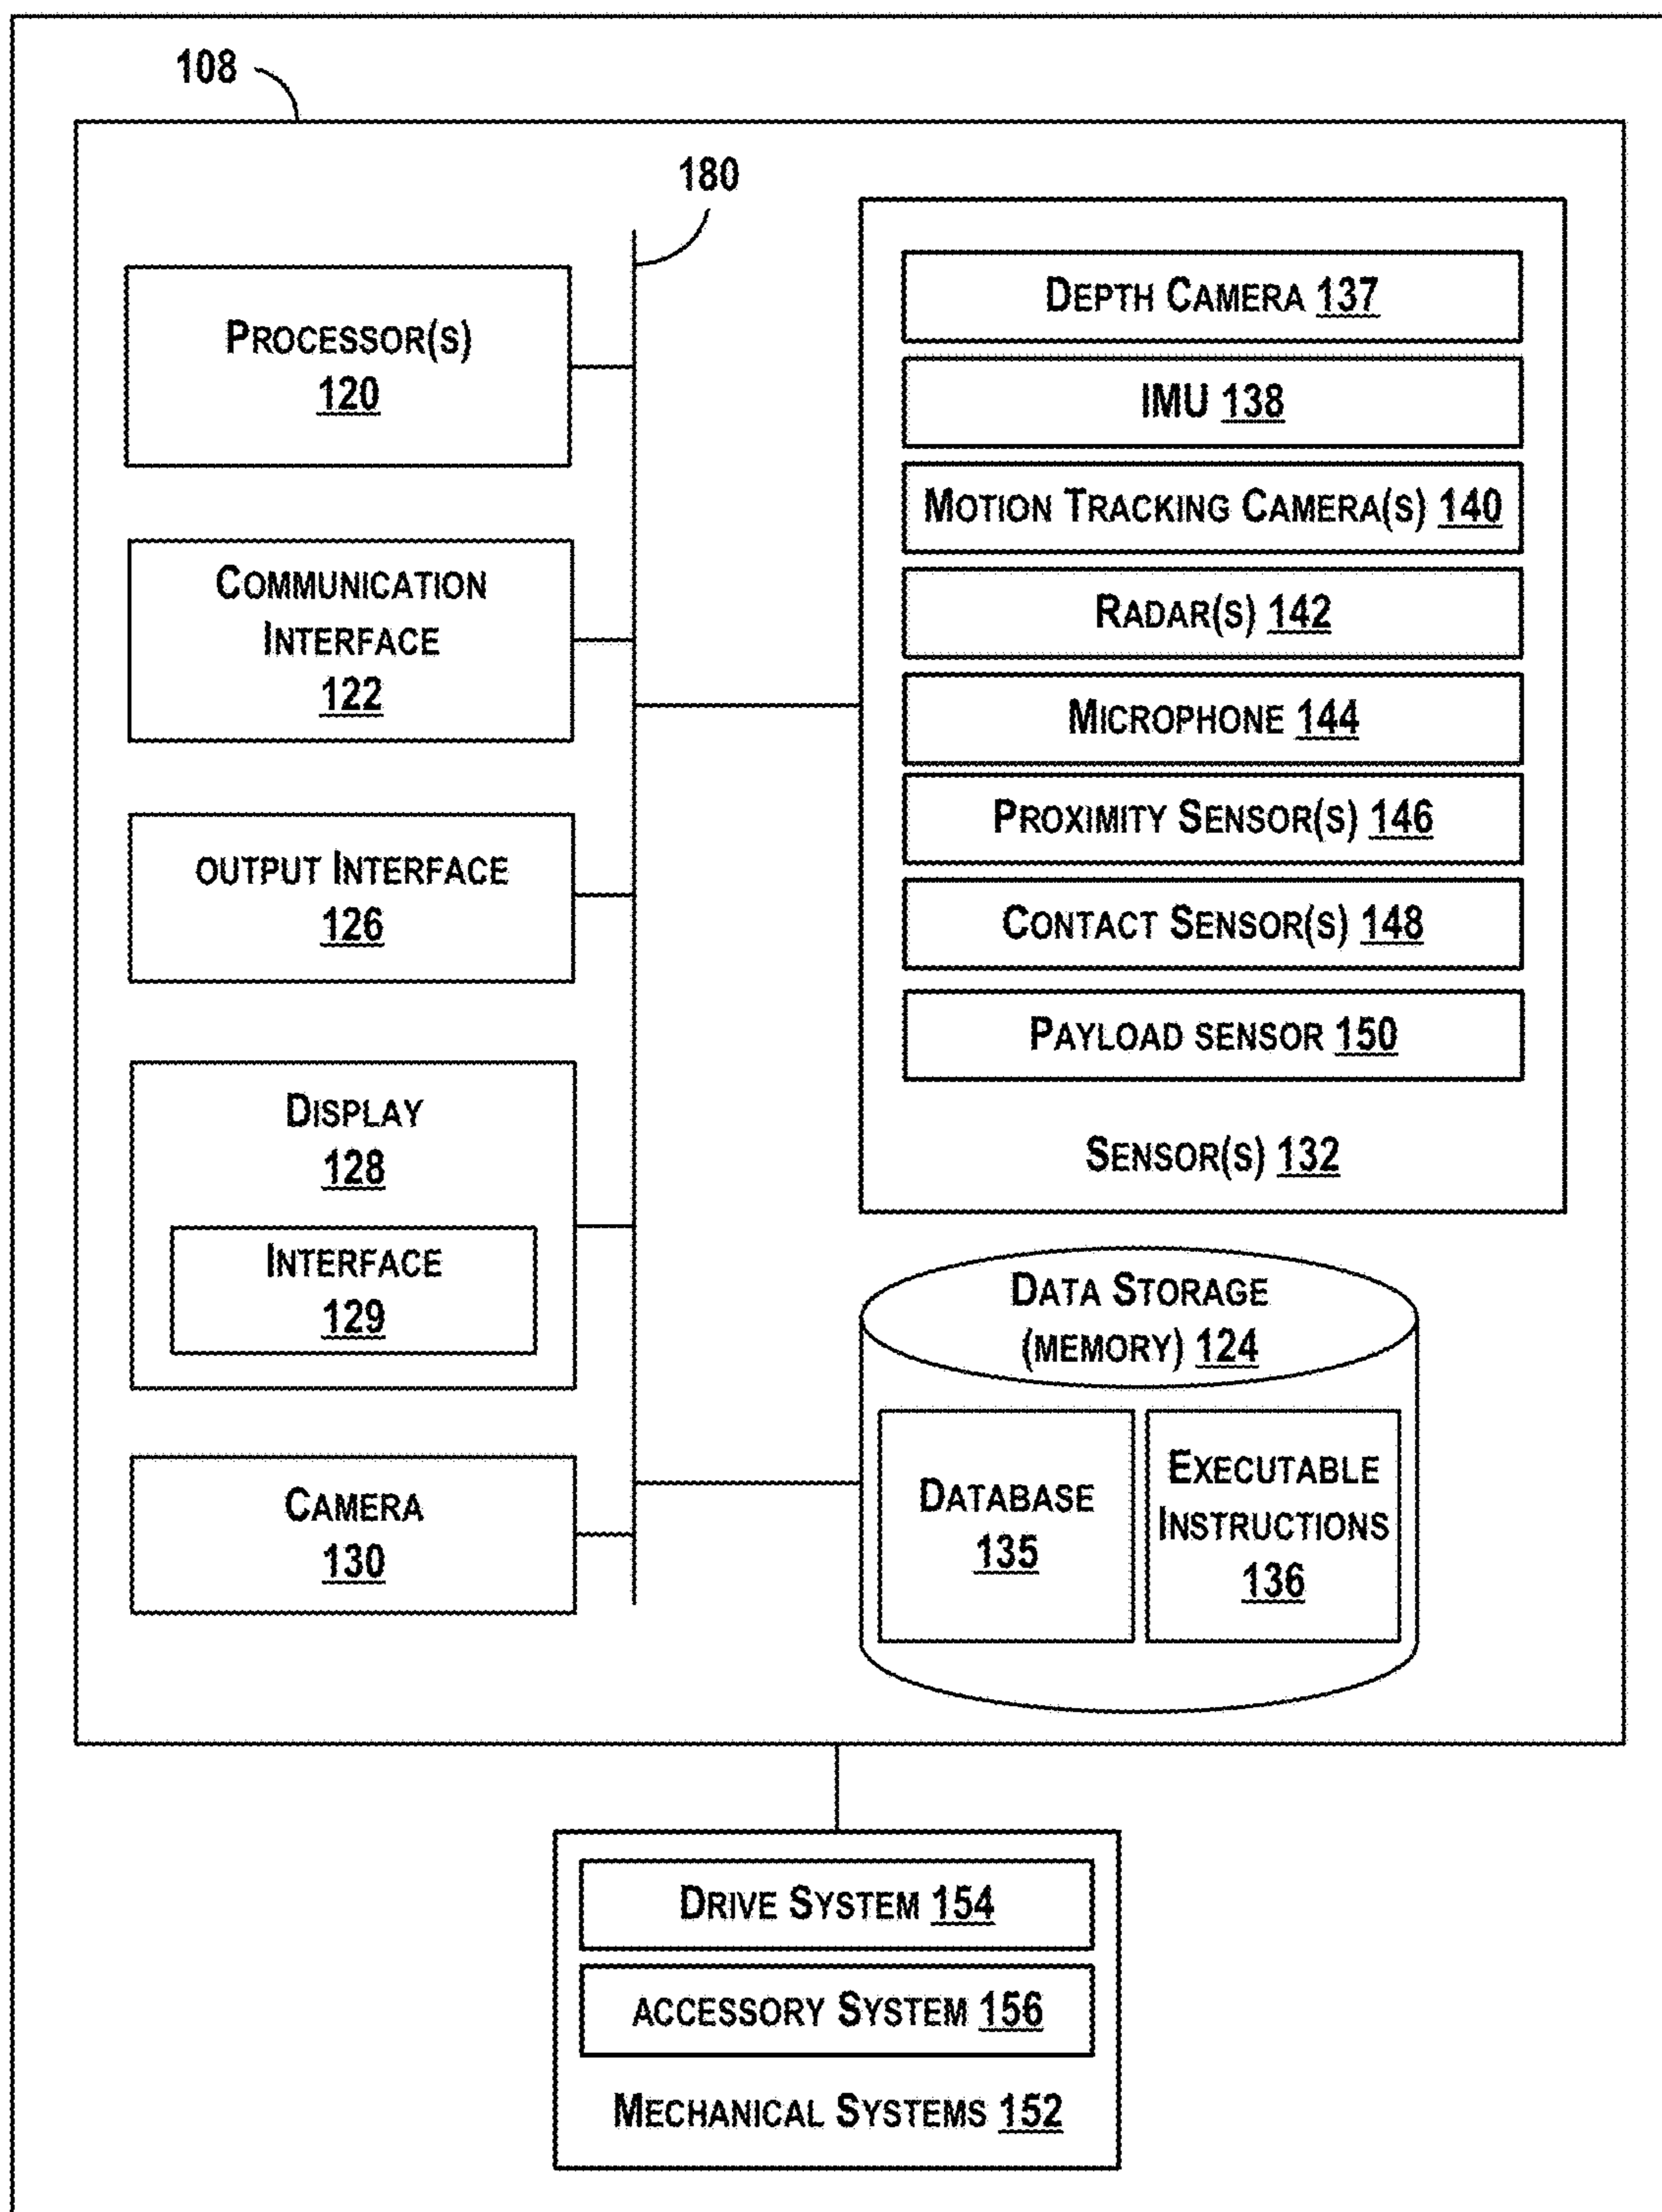 108
180
Processor(s)
120
Communication
Interface
122
output Interface
126
Display
128
Interface
129
Camera
130
Depth Camera 137
IMU 138
Motion Tracking Camera(s) 140
Radar(s) 142
Microphone 144
Proximity Sensor(s) 146
Contact Sensor(s) 148
Payload sensor 150
Sensor(s) 132
Data Storage
(memory) 124
Database
135
Executable
Instructions
136
Drive System 154
accessory System 156
Mechanical Systems 152